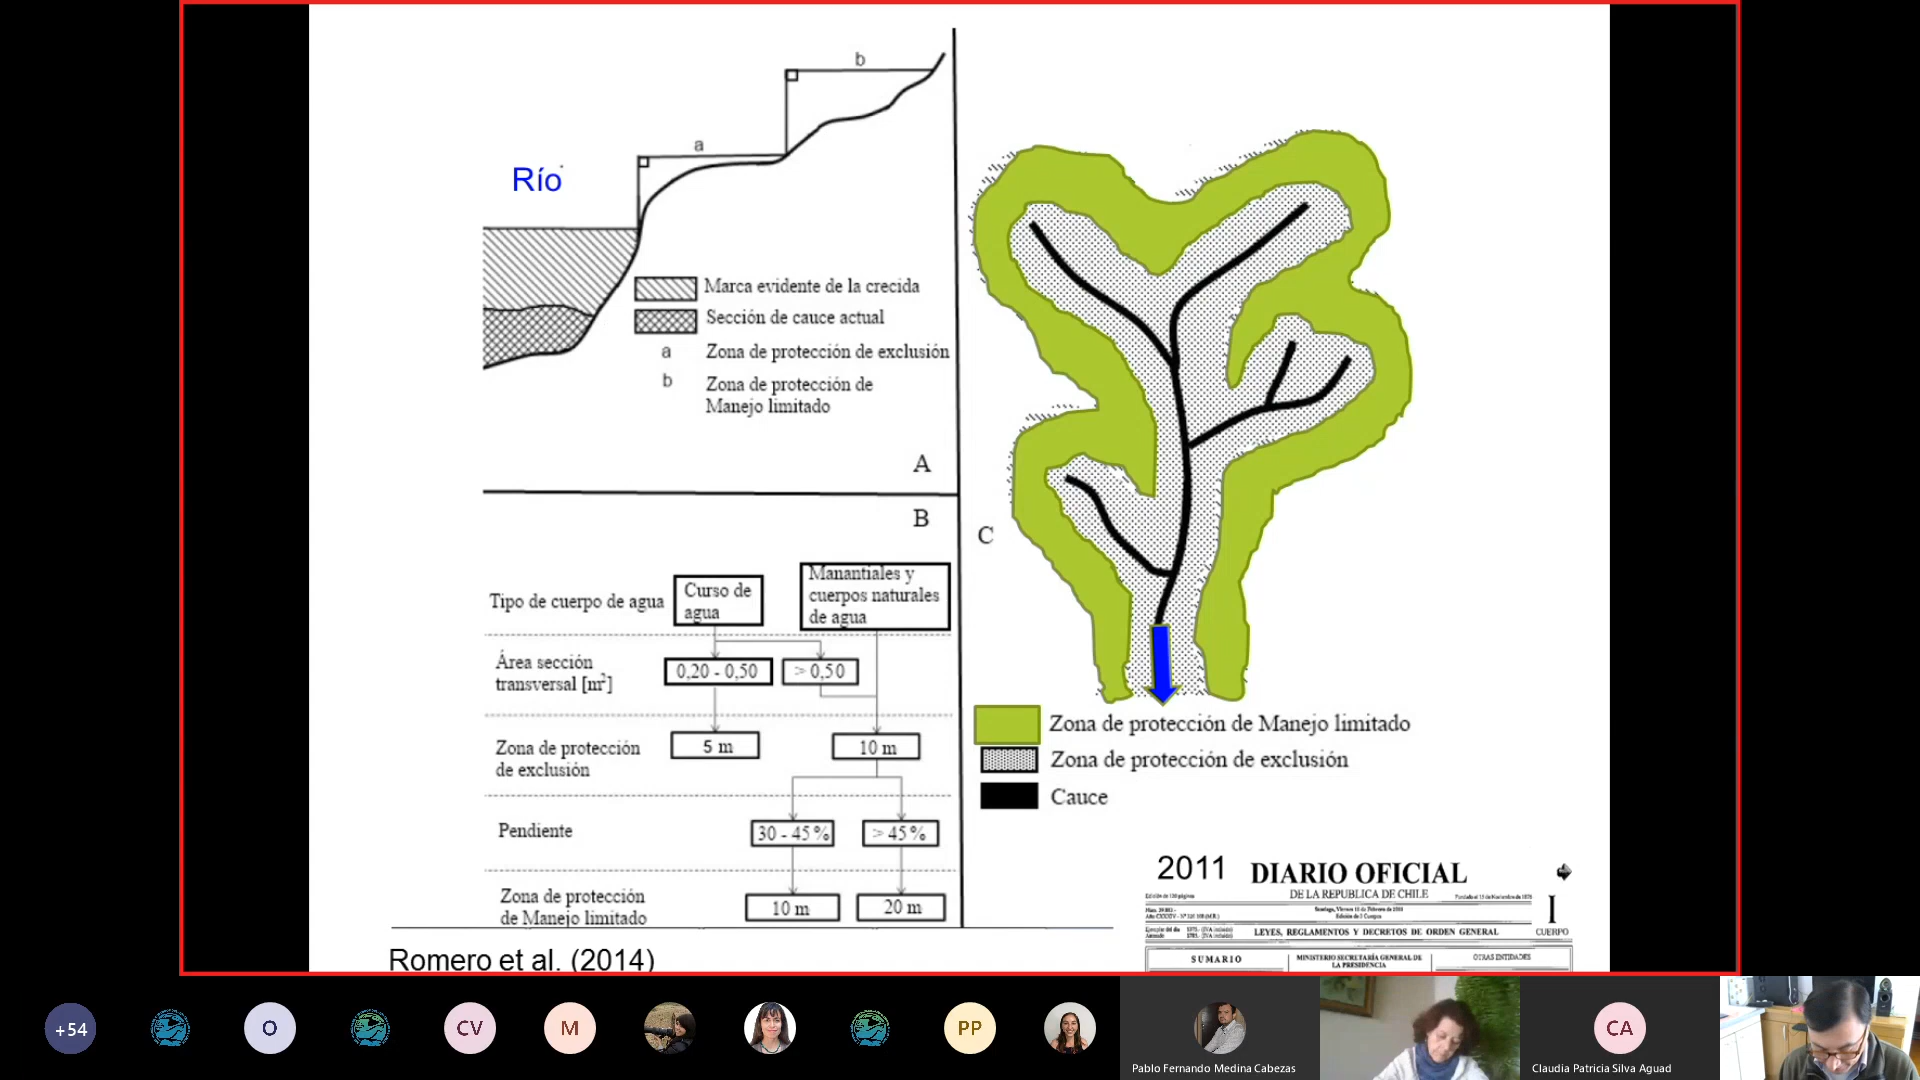 b
a
Río
Marca evidente de la crecida
Sección de cauce actual
a Zona de protección de exclusión
b Zona de protección de
Manejo limitado
A
B
Tipo de cuerpo de agua
Curso de
agua
Manantiales y
cuerpos naturales
de agua
Área sección
transversal [m²]
0,20 - 0,50
> 0,50
Zona de protección
de exclusión
5 m
10 m
Pendiente
30 - 45 %
> 45 %
Zona de protección
de Manejo limitado
10 m
20 m
Romero et al. (2014)
C
Zona de protección de Manejo limitado
Zona de protección de exclusión
Cauce
2011
DIARIO OFICIAL
DE LA REPUBLICA DE CHILE
I
CUERPO
LEYES, REGLAMENTOS Y DECRETOS DE ORDEN GENERAL
SUMARIO
MINISTERIO SECRETARÍA GENERAL DE
LA PRESIDENCIA
OTRAS ENTIDADES
+54
O
CV
M
PP
Pablo Fernando Medina Cabezas
CA
Claudia Patricia Silva Aguad